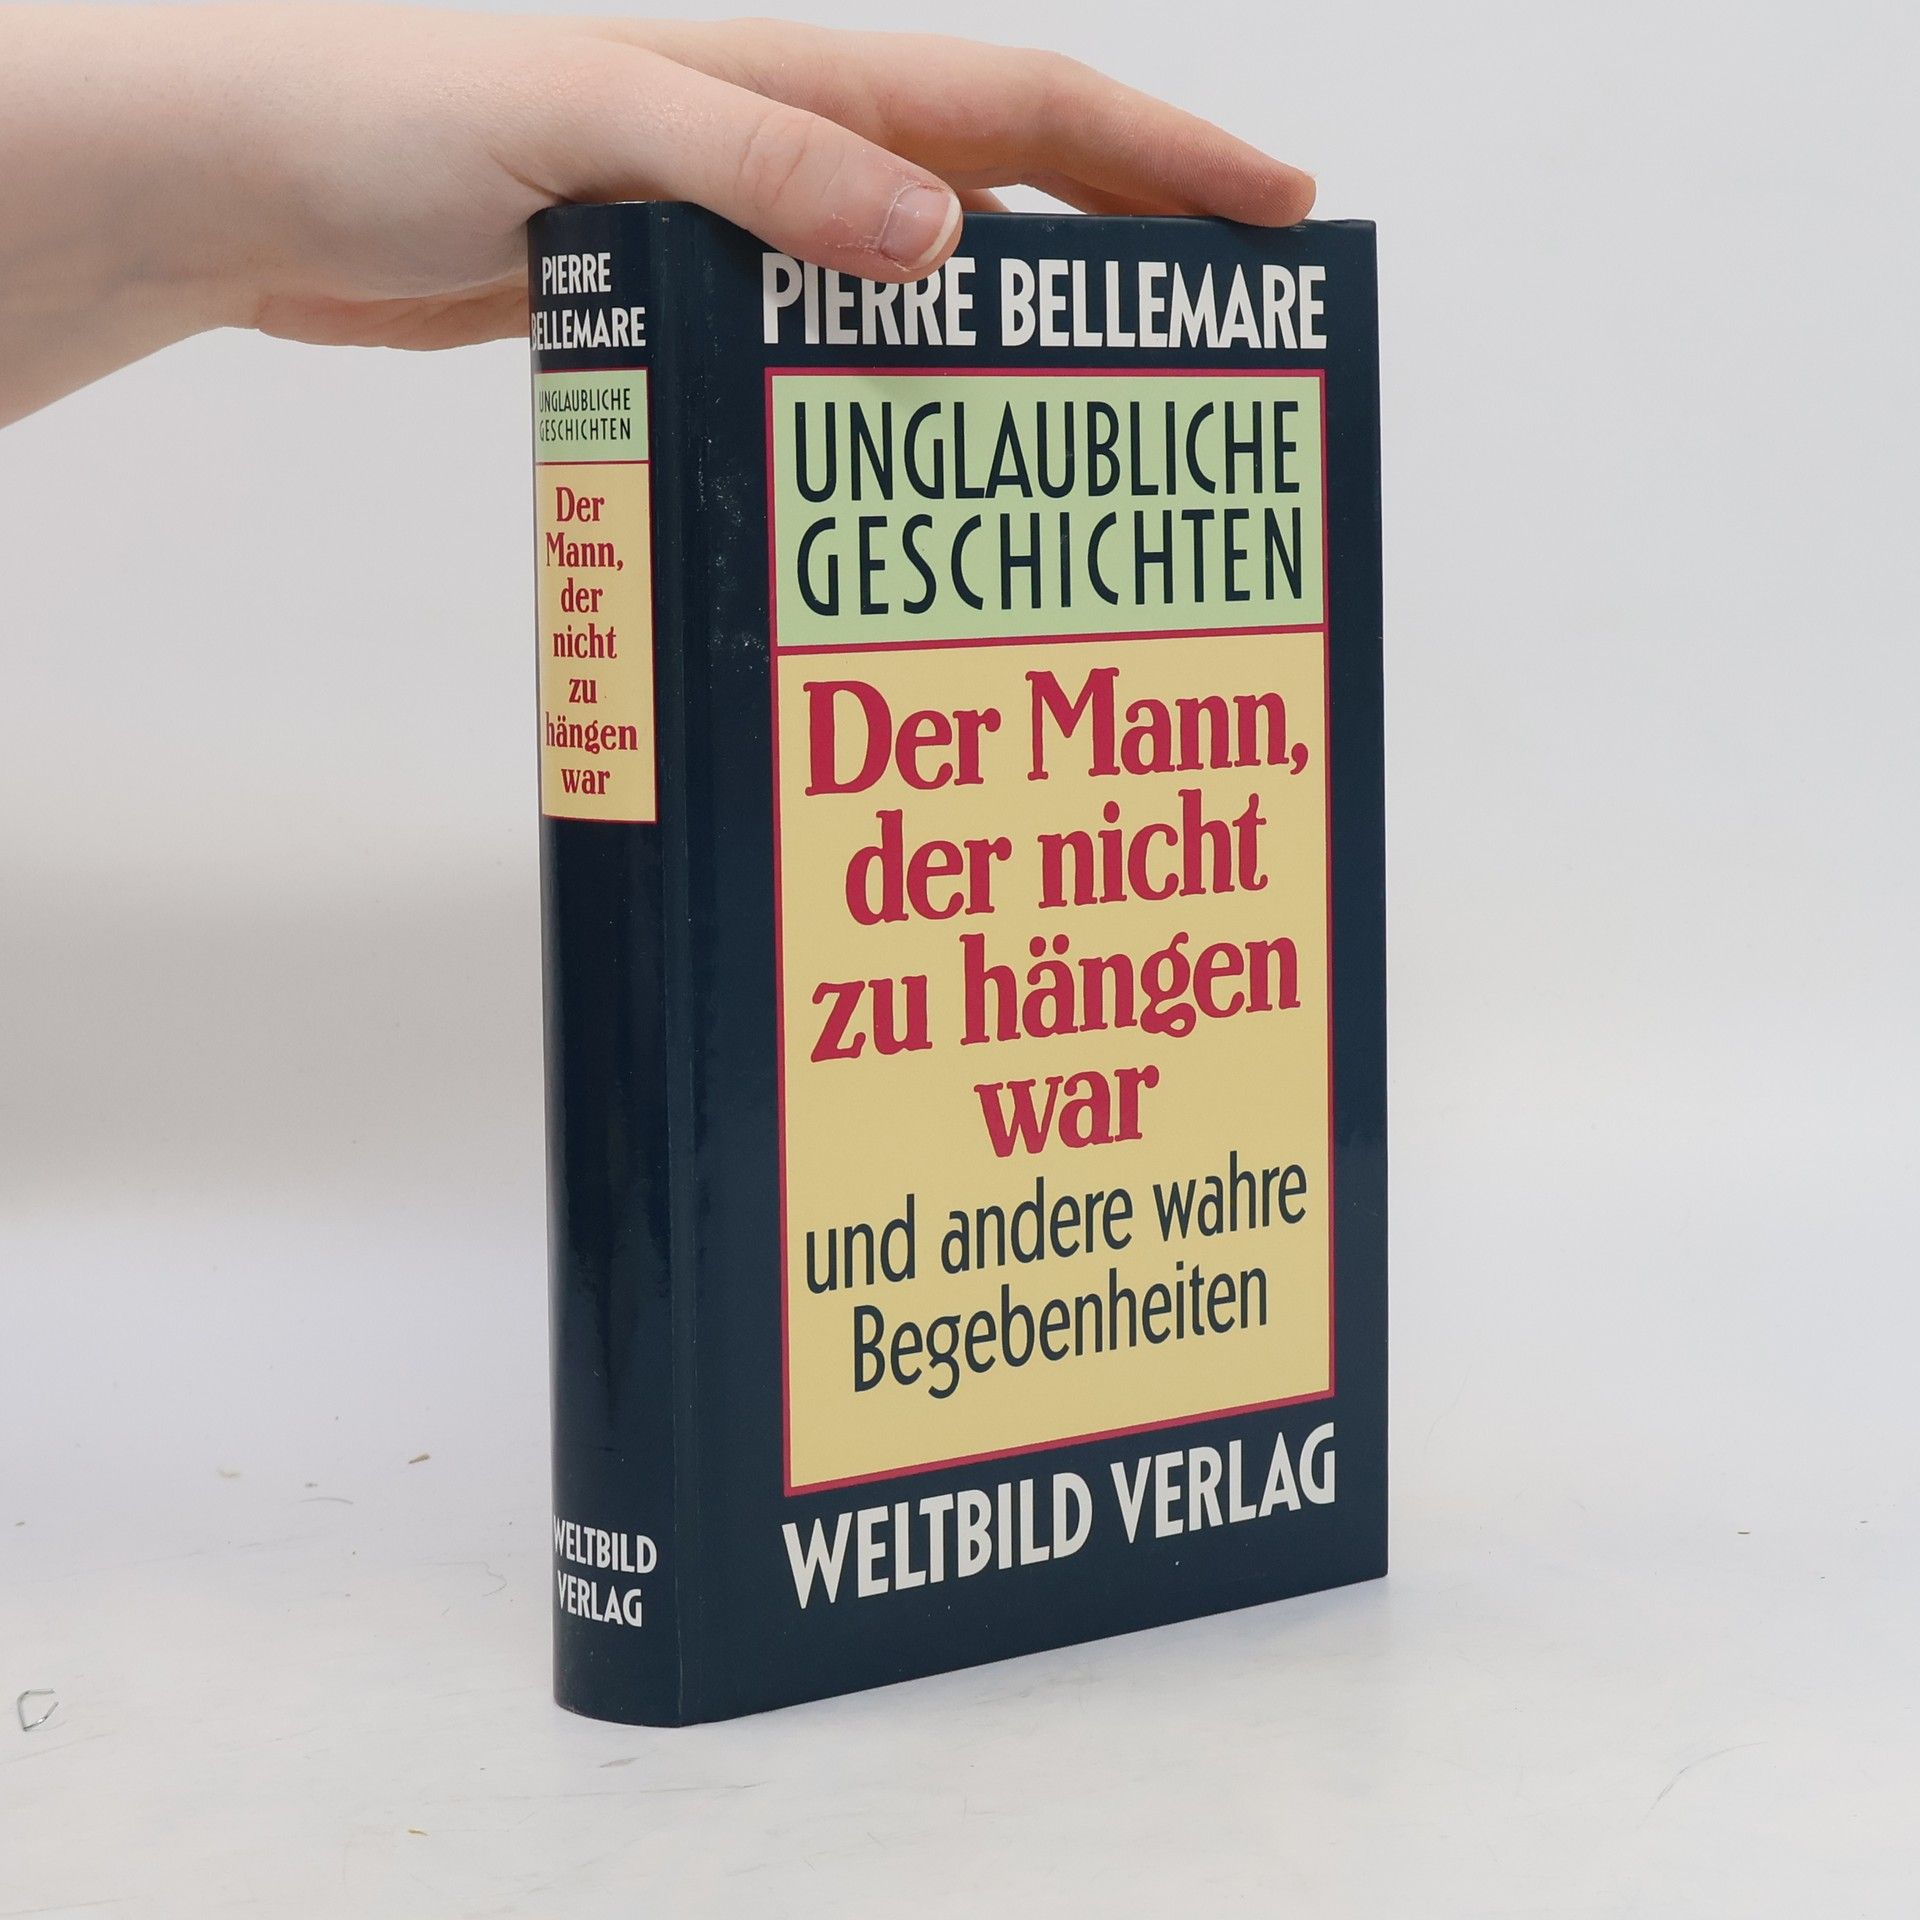 PIERRE
BELLEMARE
UNGLAUBLICHE
GESCHICHTEN
Der
Mann,
der
nicht
zu
hängen
war
WELTBILD
VERLAG
PIERRE BELLEMARE
UNGLAUBLICHE
GESCHICHTEN
Der Mann,
der nicht
zu hängen
war
und andere wahre
Begebenheiten
WELTBILD VERLAG